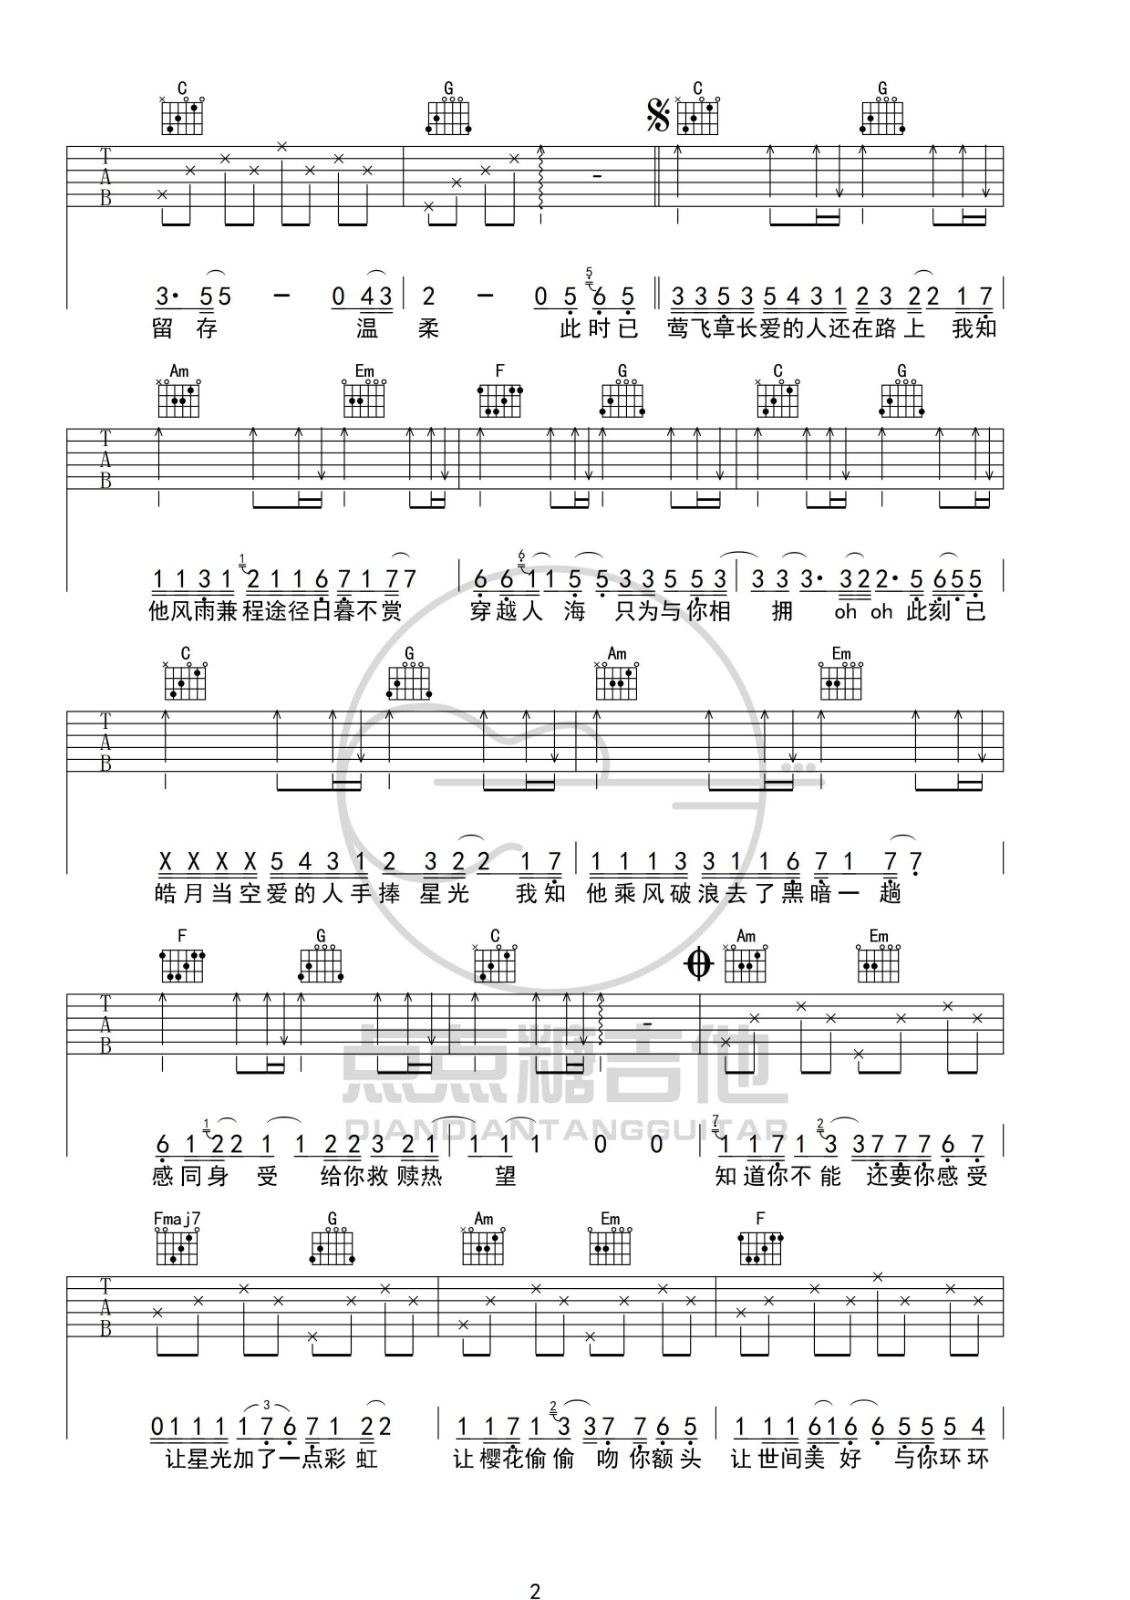 C G C G
T
A
B
3· 5 5 - 0 4 3 2 - 0 5 5 6 5 3 3 5 3 5 4 3 1 2 3 2 2 1 7
留 存 温 柔 此时已 莺飞草长爱的人还在路上 我知
Am Em F G C G
T
A
B
1 1 3 1 1 2 1 1 6 7 1 7 7 6 6 6 1 1 5 5 3 3 5 5 3 3 3 3· 3 2 2· 5 6 5 5
他风雨兼程途径日暮不赏 穿越人 海 只为与你相 拥 oh oh 此刻 已
C G Am Em
T
A
B
X X X X 5 4 3 1 2 3 2 2 1 7 1 1 1 3 3 1 1 6 7 1 7 7
皓月当空爱的人手捧 星光 我知 他乘风破浪去了黑暗一 趟
F G C Am Em
T
A
B
6 1 1 2 2 1 1 2 2 3 2 1 1 1 1 0 0 7 1 1 7 1 2 3 3 7 7 7 6 7
感同身 受 给你救 赎热 望 知道你不能 还要你感受
点点糖吉他
DIANDIANTANGGUITAR
Fmaj7 G Am Em F
T
A
B
0 1 1 1 3 1 7 6 7 1 2 2 1 1 7 1 2 3 3 7 7 6 5 1 1 1 6 1 6 6 5 5 5 4
让星光加了一点彩 虹 让樱花偷偷 吻 你额头 让世间美 好 与你环环
2